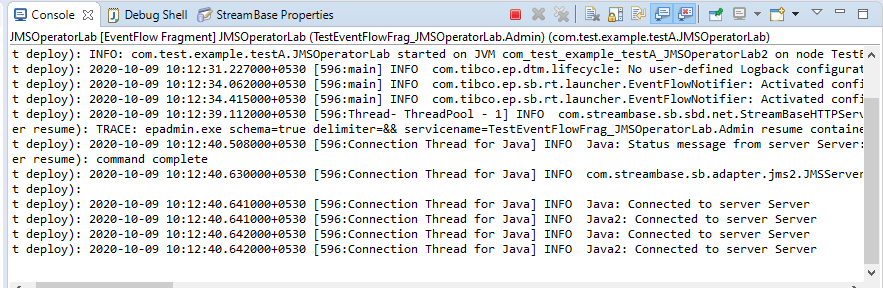 Console Debug Shell StreamBase Properties
JMSOperatorLab [EventFlow Fragment] JMSOperatorLab (TestEventFlowFrag_JMSOperatorLab.Admin) (com.test.example.testA.JMSOperatorLab)
t deploy): INFO: com.test.example.testA.JMSOperatorLab started on JVM com_test_example_testA_JMSOperatorLab2 on node TestE
t deploy): 2020-10-09 10:12:31.227000+0530 [596:main] INFO  com.tibco.ep.dtm.lifecycle: No user-defined Logback configurat
t deploy): 2020-10-09 10:12:34.062000+0530 [596:main] INFO  com.tibco.ep.sb.rt.launcher.EventFlowNotifier: Activated confi
t deploy): 2020-10-09 10:12:34.415000+0530 [596:main] INFO  com.tibco.ep.sb.rt.launcher.EventFlowNotifier: Activated confi
t deploy): 2020-10-09 10:12:39.112000+0530 [596:Thread- ThreadPool - 1] INFO  com.streambase.sb.sbd.net.StreamBaseHTTPServ
er resume): TRACE: epadmin.exe schema=true delimiter=&& servicename=TestEventFlowFrag_JMSOperatorLab.Admin resume containe
t deploy): 2020-10-09 10:12:40.508000+0530 [596:Connection Thread for Java] INFO  Java: Status message from server Server:
er resume): command complete
t deploy): 2020-10-09 10:12:40.630000+0530 [596:Connection Thread for Java] INFO  com.streambase.sb.adapter.jms2.JMSServer
t deploy):
t deploy): 2020-10-09 10:12:40.641000+0530 [596:Connection Thread for Java] INFO  Java: Connected to server Server
t deploy): 2020-10-09 10:12:40.641000+0530 [596:Connection Thread for Java] INFO  Java2: Connected to server Server
t deploy): 2020-10-09 10:12:40.642000+0530 [596:Connection Thread for Java] INFO  Java: Connected to server Server
t deploy): 2020-10-09 10:12:40.642000+0530 [596:Connection Thread for Java] INFO  Java2: Connected to server Server